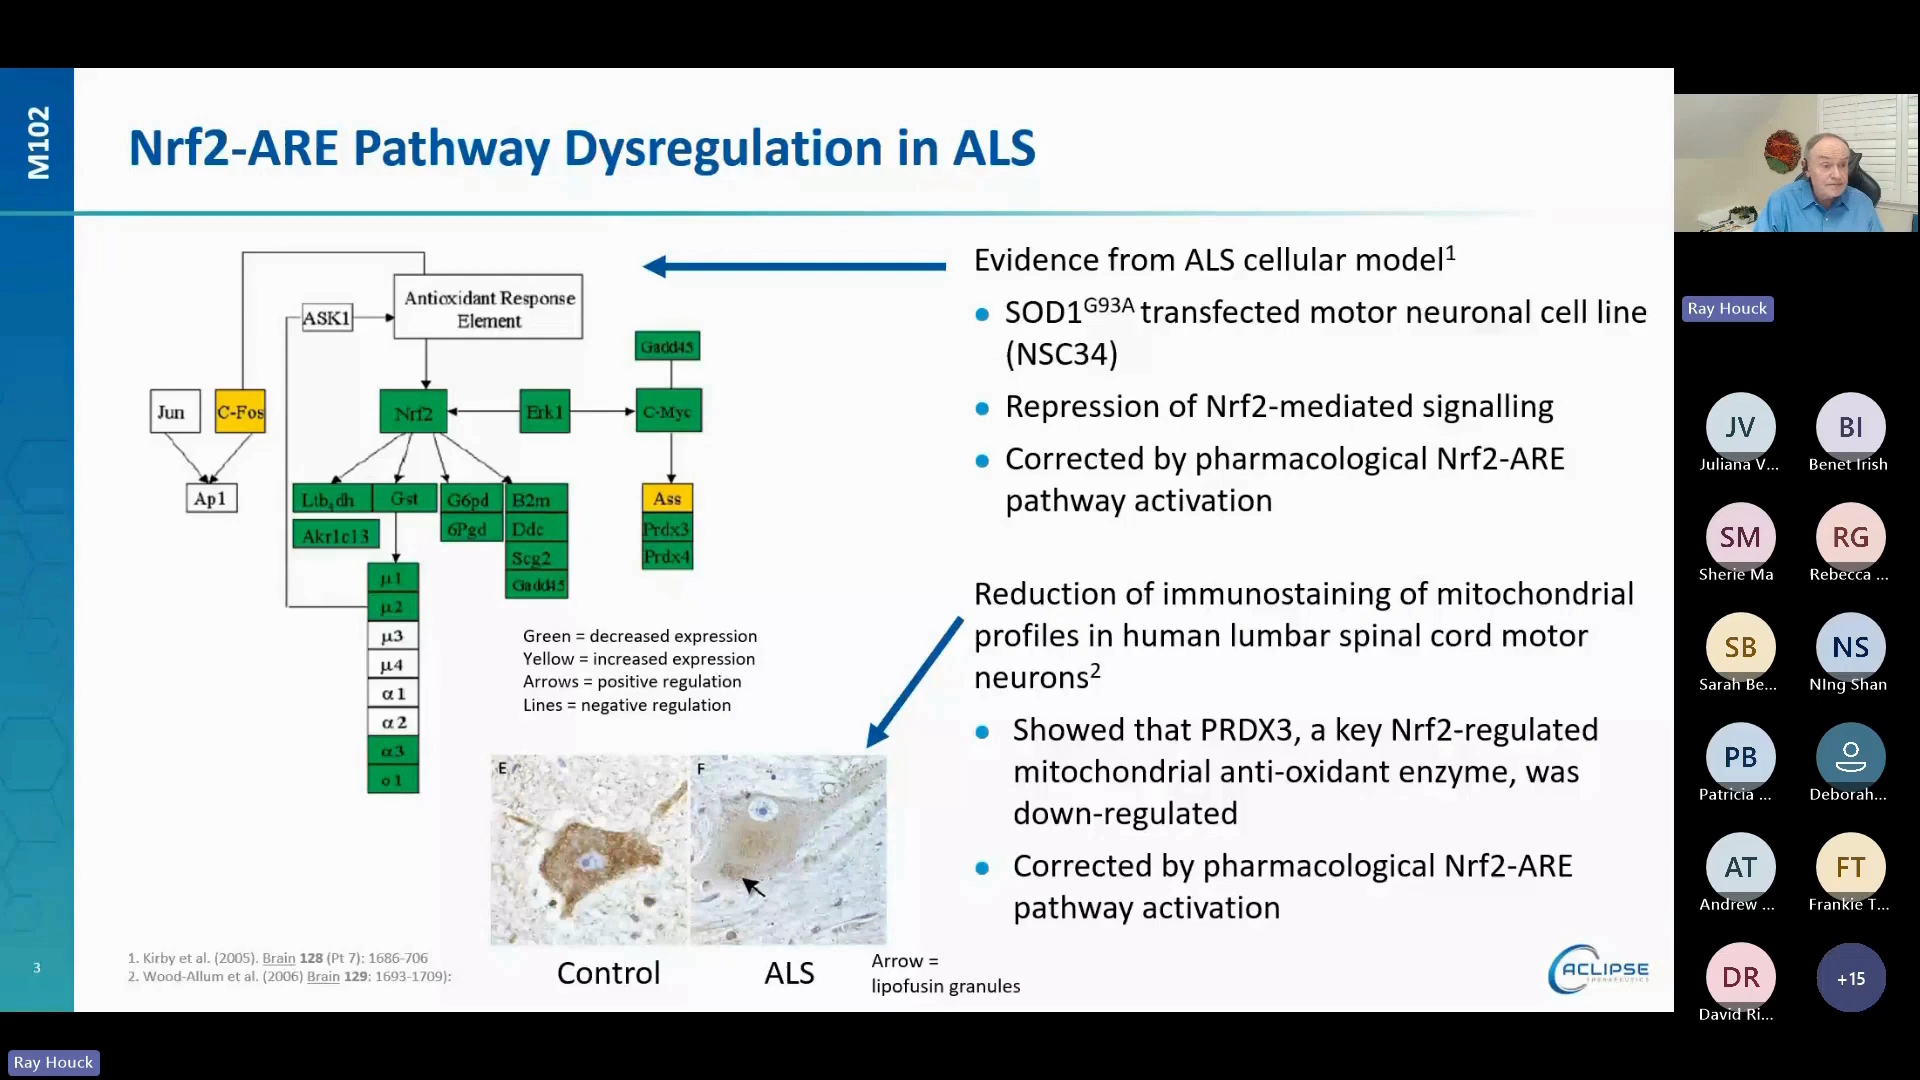 M102
Nrf2-ARE Pathway Dysregulation in ALS
Antioxidant Response
Element
ASK1
Gadd45
Jun
C-Fos
Nrf2
Erk1
C-Myc
Ap1
Ltb4dh
Gst
G6pd
B2m
Ass
Akr1c13
6Pgd
Ddc
Prdx3
Scg2
Prdx4
Gadd45
μ1
μ2
μ3
μ4
α1
α2
α3
o1
Green = decreased expression
Yellow = increased expression
Arrows = positive regulation
Lines = negative regulation
Evidence from ALS cellular model1
• SOD1G93A transfected motor neuronal cell line
(NSC34)
• Repression of Nrf2-mediated signalling
• Corrected by pharmacological Nrf2-ARE
pathway activation
Reduction of immunostaining of mitochondrial
profiles in human lumbar spinal cord motor
neurons2
• Showed that PRDX3, a key Nrf2-regulated
mitochondrial anti-oxidant enzyme, was
down-regulated
• Corrected by pharmacological Nrf2-ARE
pathway activation
E
F
Control
ALS
Arrow =
lipofusin granules
1. Kirby et al. (2005). Brain 128 (Pt 7): 1686-706
2. Wood-Allum et al. (2006) Brain 129: 1693-1709):
3
ACLIPSE
THERAPEUTICS
Ray Houck
JV
Juliana V...
BI
Benet Irish
SM
Sherie Ma
RG
Rebecca ...
SB
Sarah Be...
NS
NIng Shan
PB
Patricia ...
Deborah...
AT
Andrew ...
FT
Frankie T...
DR
David Ri...
+15
Ray Houck